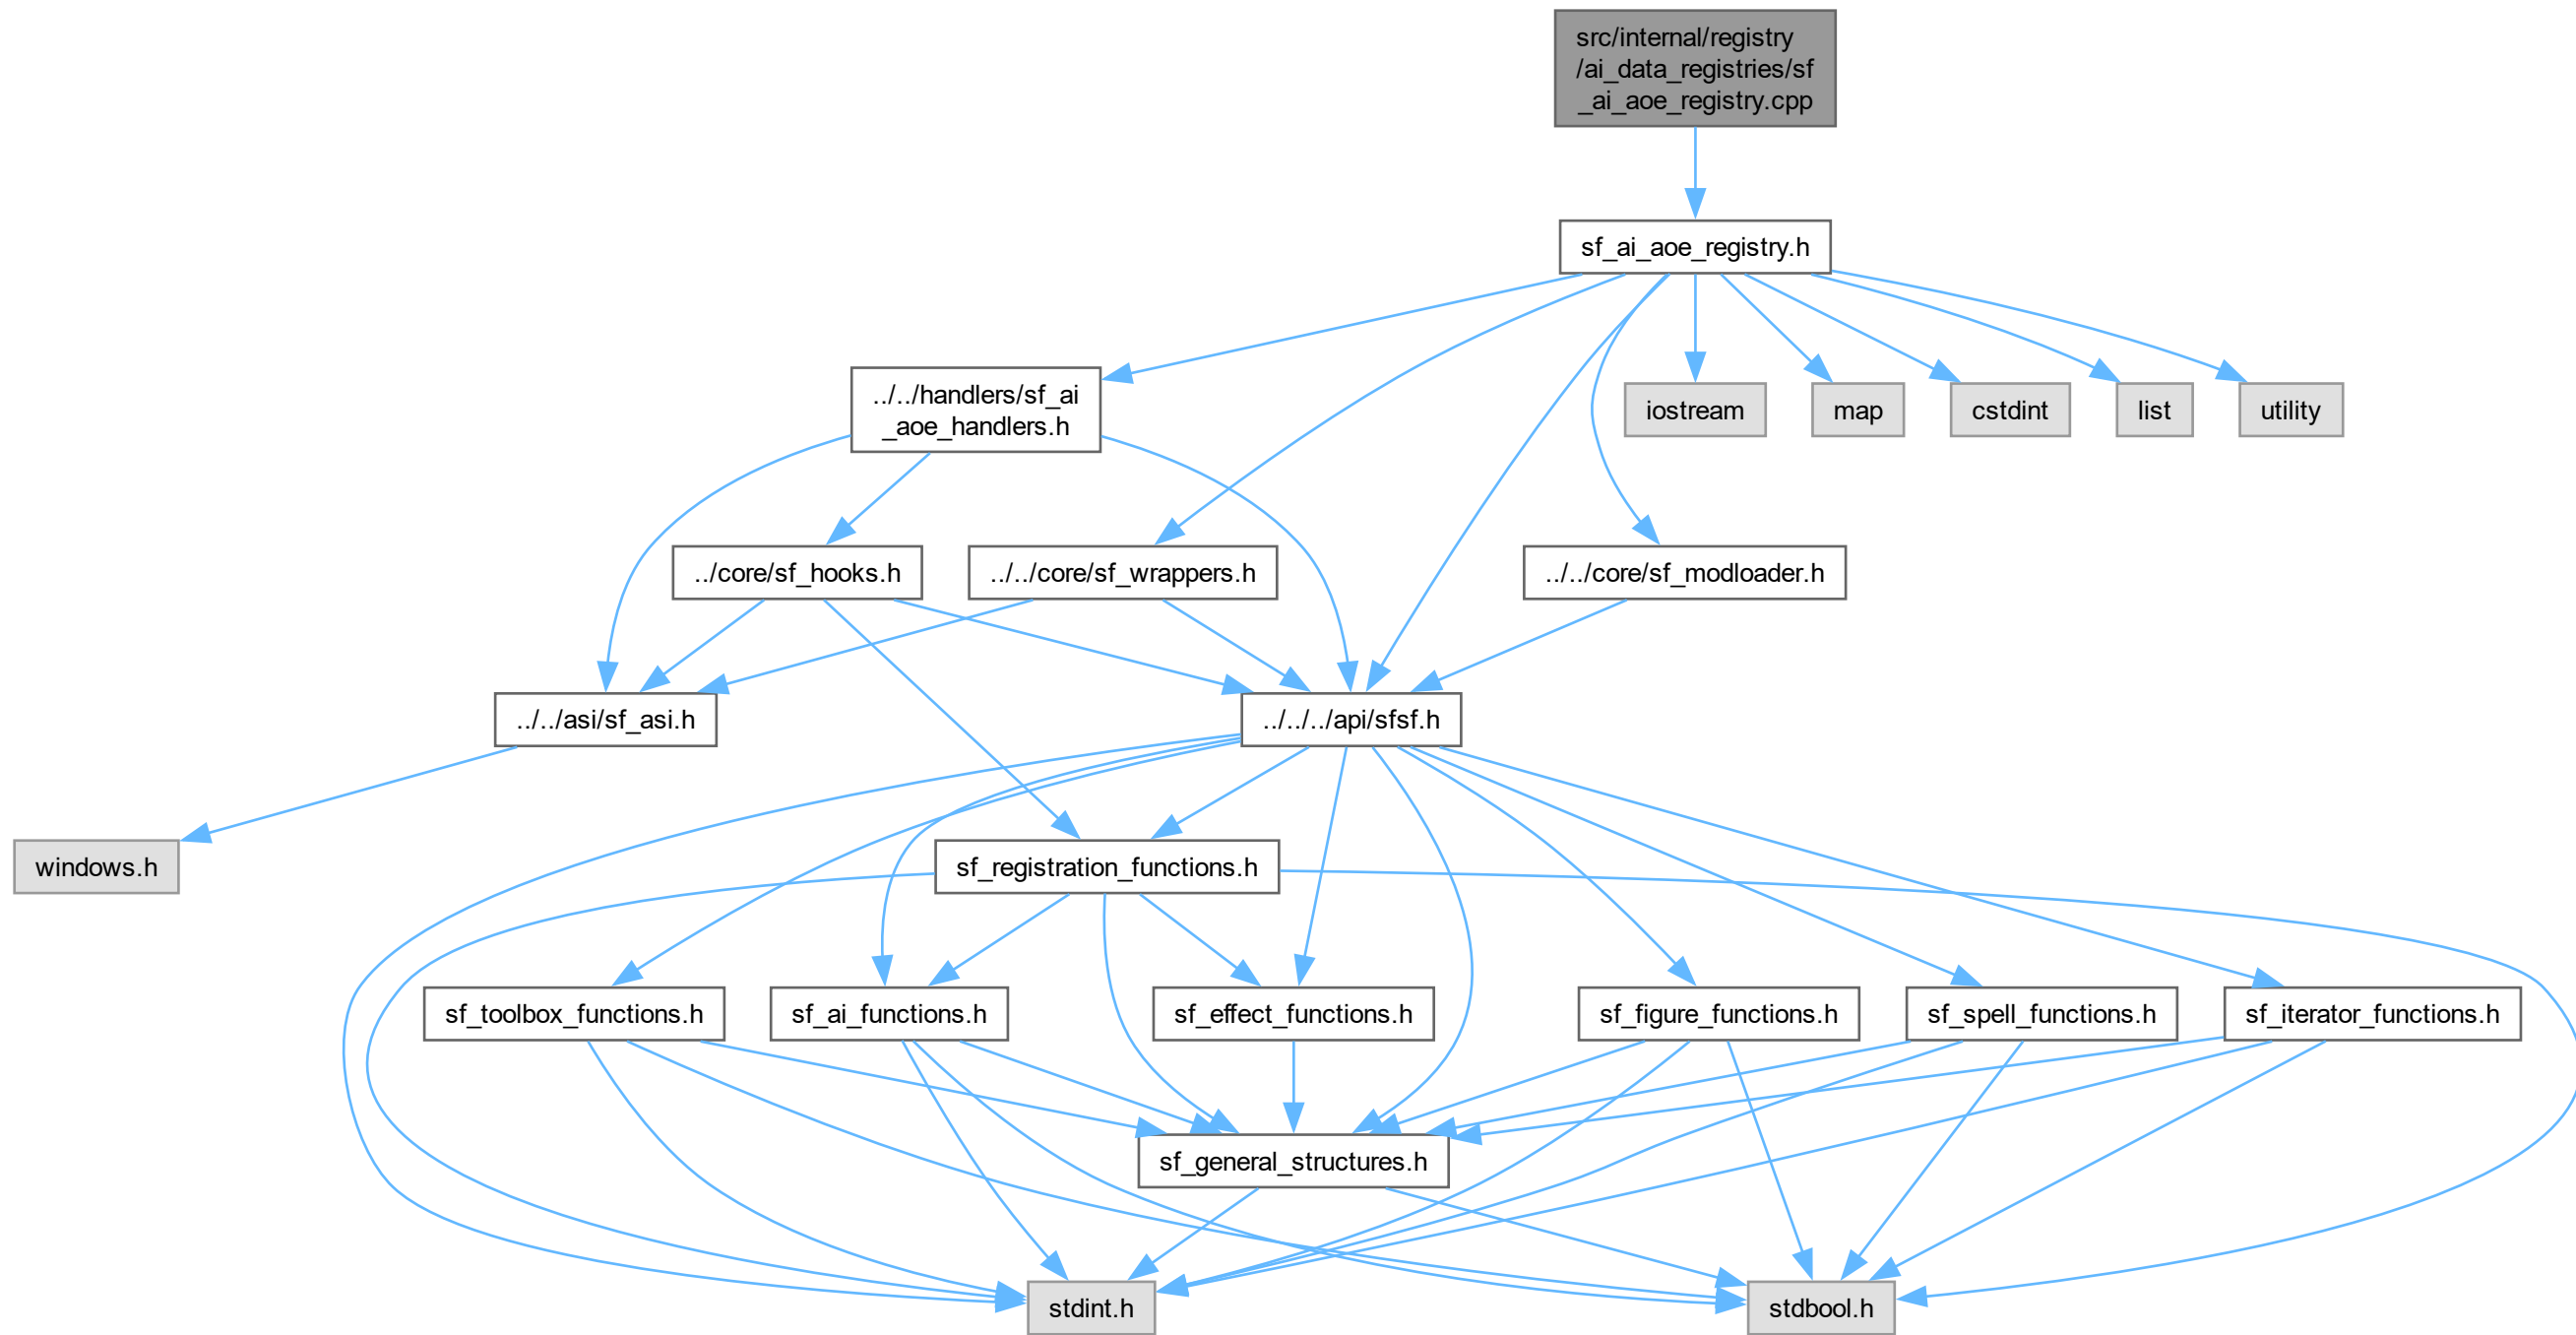 src/internal/registry
/ai_data_registries/sf
_ai_aoe_registry.cpp
sf_ai_aoe_registry.h
../../handlers/sf_ai
_aoe_handlers.h
iostream
map
cstdint
list
utility
../core/sf_hooks.h
../../core/sf_wrappers.h
../../core/sf_modloader.h
../../asi/sf_asi.h
../../../api/sfsf.h
windows.h
sf_registration_functions.h
sf_toolbox_functions.h
sf_ai_functions.h
sf_effect_functions.h
sf_figure_functions.h
sf_spell_functions.h
sf_iterator_functions.h
sf_general_structures.h
stdint.h
stdbool.h